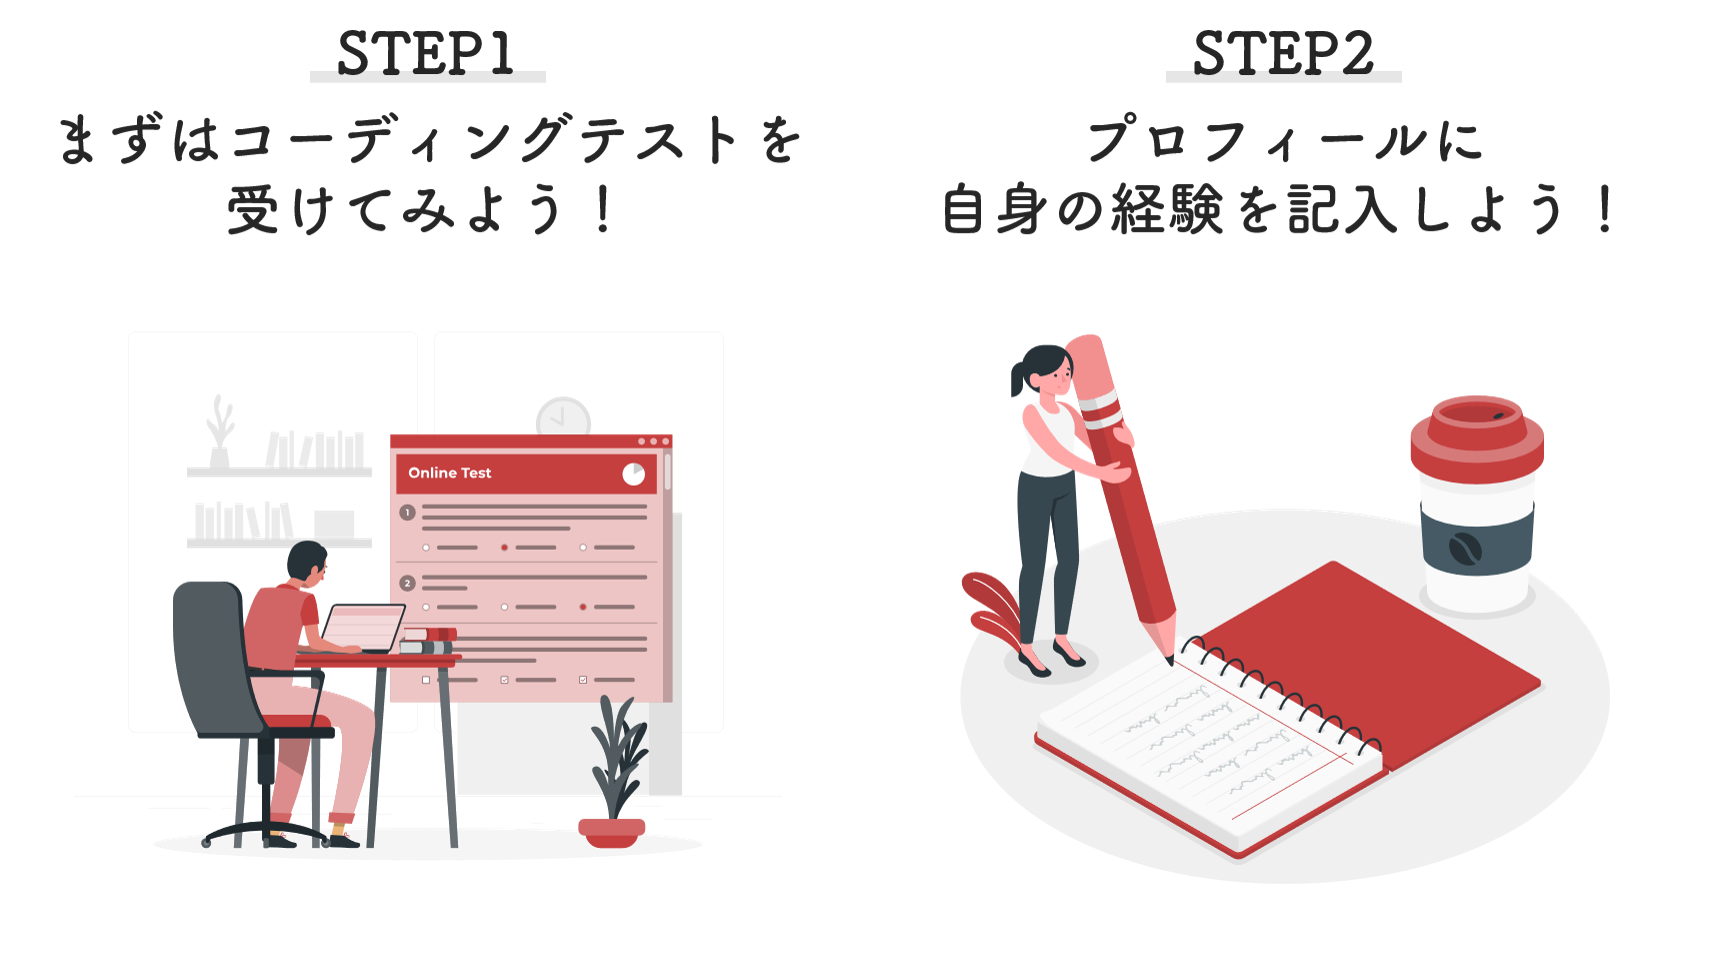 STEP1
まずはコーディングテストを
受けてみよう！
Online Test
1
2
STEP2
プロフィールに
自身の経験を記入しよう！